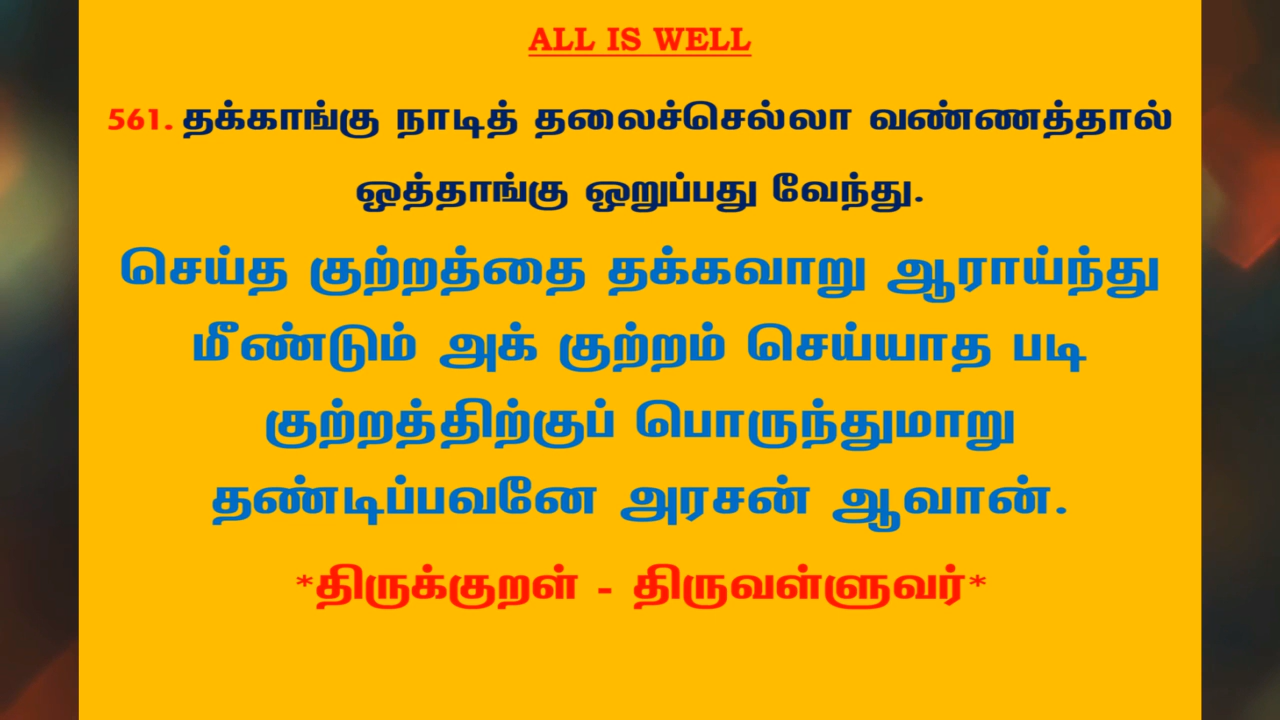 ALL IS WELL
561. தக்காங்கு நாடித் தலைச்செல்லா வண்ணத்தால்
ஒத்தாங்கு ஒறுப்பது வேந்து.
செய்த குற்றத்தை தக்கவாறு ஆராய்ந்து
மீண்டும் அக் குற்றம் செய்யாத படி
குற்றத்திற்குப் பொருந்துமாறு
தண்டிப்பவனே அரசன் ஆவான்.
*திருக்குறள் - திருவள்ளுவர்*